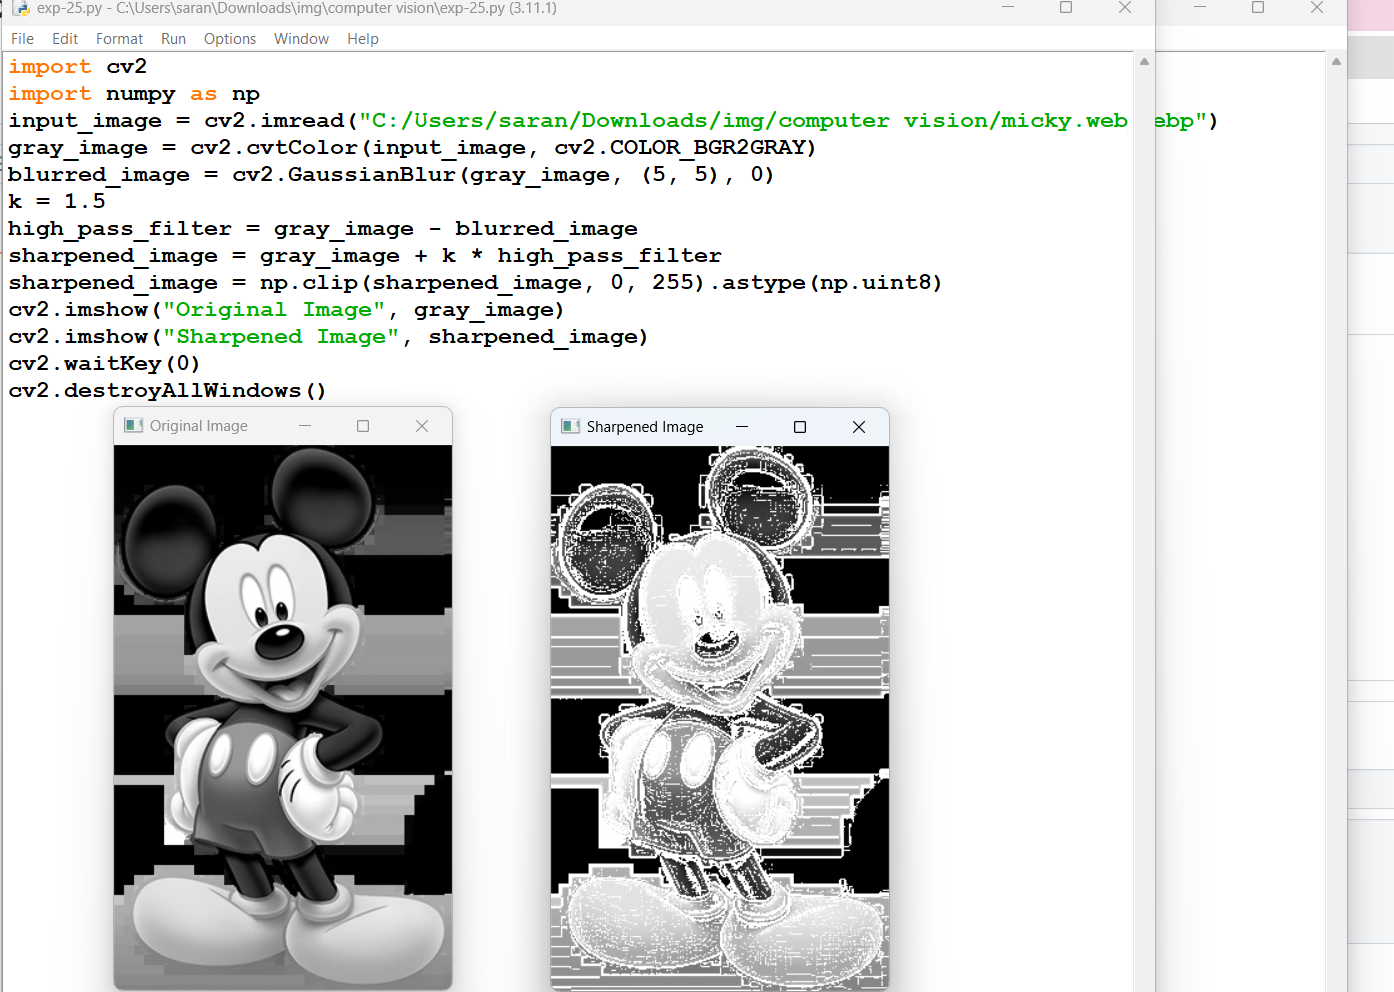 exp-25.py - C:\Users\saran\Downloads\img\computer vision\exp-25.py (3.11.1)
File Edit Format Run Options Window Help
import cv2
import numpy as np
input_image = cv2.imread("C:/Users/saran/Downloads/img/computer vision/micky.web ebp")
gray_image = cv2.cvtColor(input_image, cv2.COLOR_BGR2GRAY)
blurred_image = cv2.GaussianBlur(gray_image, (5, 5), 0)
k = 1.5
high_pass_filter = gray_image - blurred_image
sharpened_image = gray_image + k * high_pass_filter
sharpened_image = np.clip(sharpened_image, 0, 255).astype(np.uint8)
cv2.imshow("Original Image", gray_image)
cv2.imshow("Sharpened Image", sharpened_image)
cv2.waitKey(0)
cv2.destroyAllWindows()
Original Image
Sharpened Image